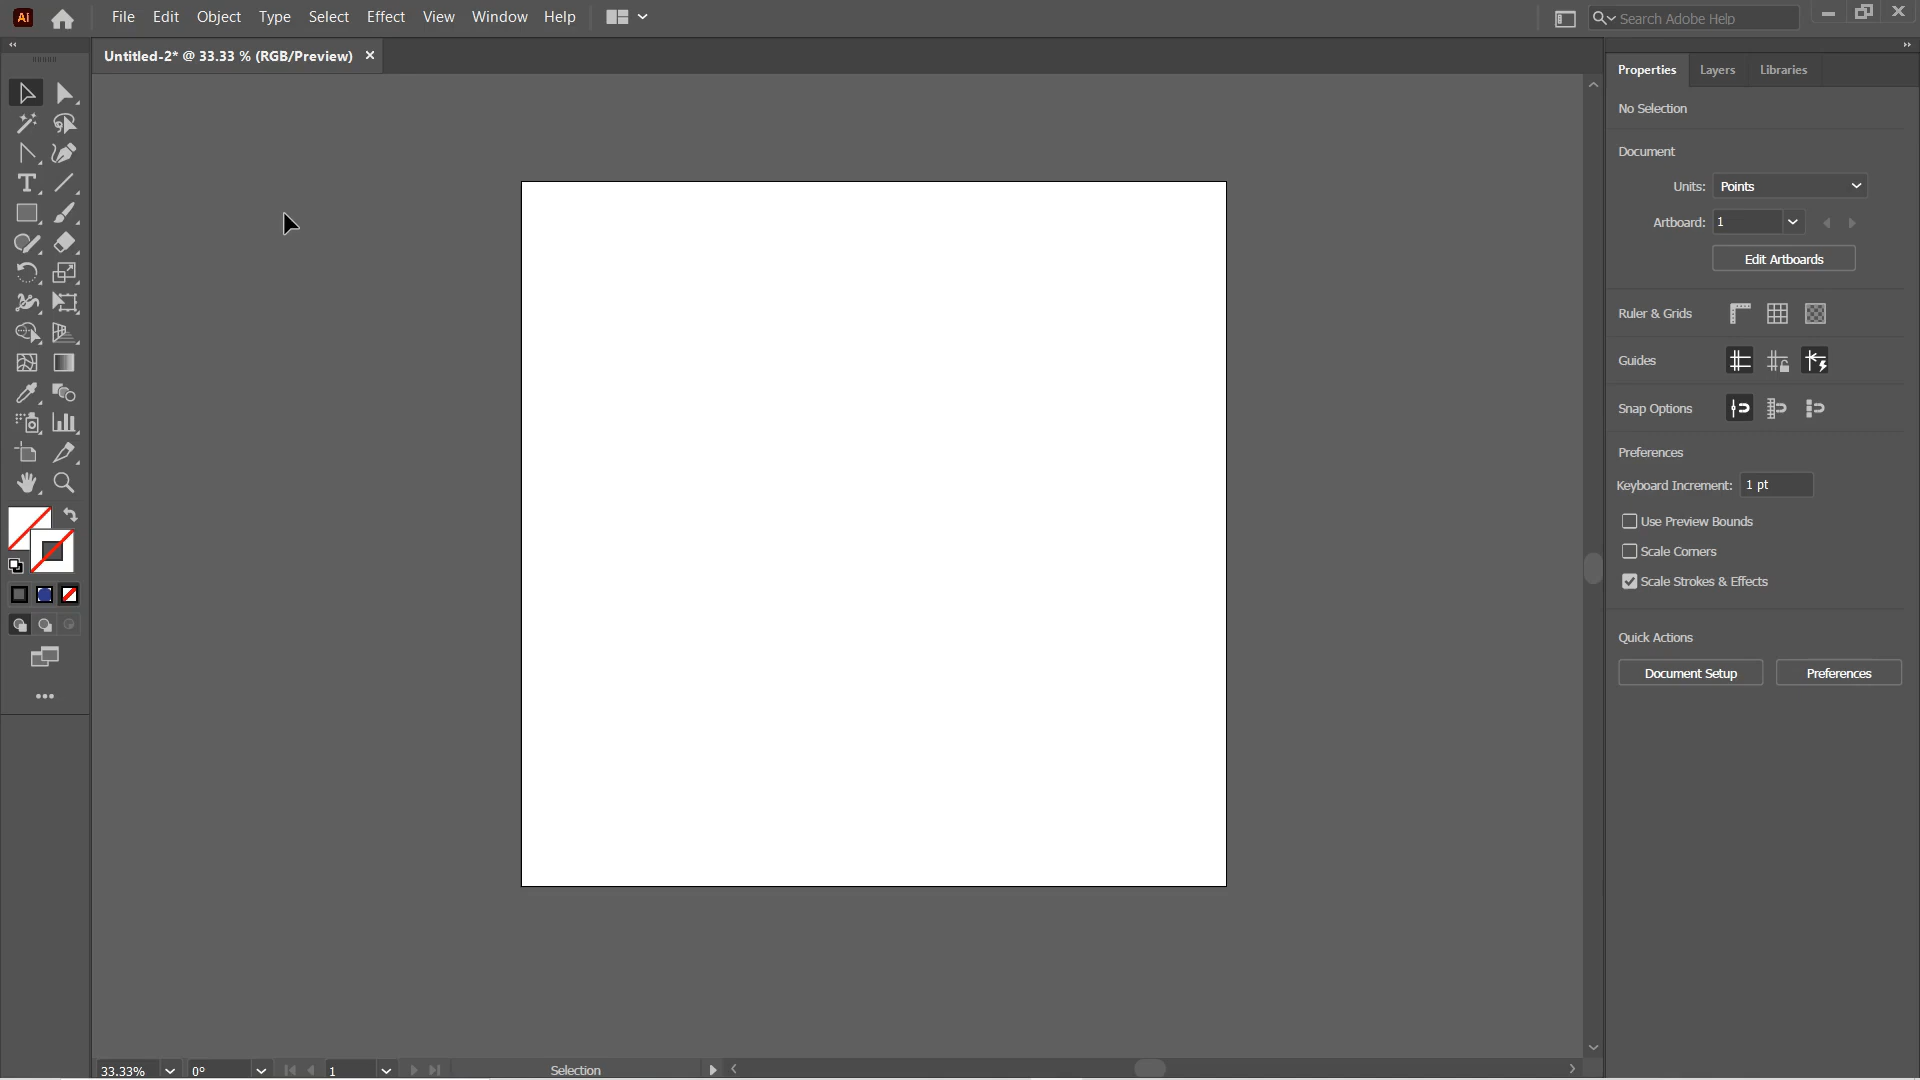 Ai File Edit Object Type Select Effect View Window Help Search Adobe Help
Untitled-2* @ 33.33 % (RGB/Preview)
Properties Layers Libraries
No Selection
Document
Units: Points
Artboard: 1
Edit Artboards
Ruler & Grids
Guides
Snap Options
Preferences
Keyboard Increment: 1 pt
Use Preview Bounds
Scale Corners
Scale Strokes & Effects
Quick Actions
Document Setup Preferences
33.33% 0° 1 Selection